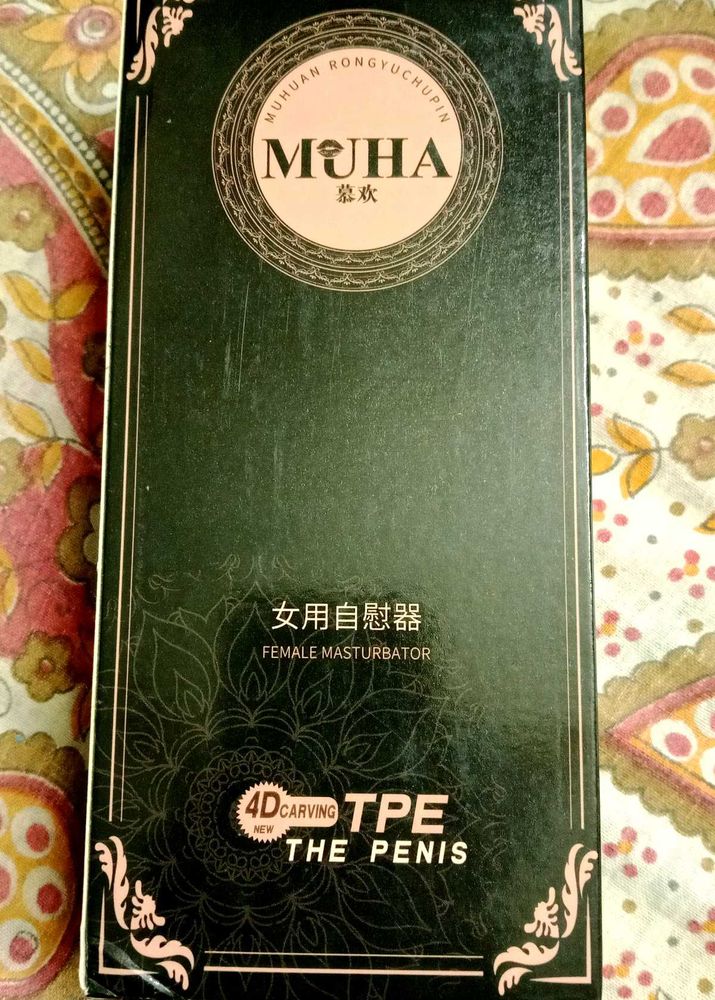 MUHUAN RONGYUCHUPIN
MUHA
慕欢
女用自慰器
FEMALE MASTURBATOR
4D CARVING TPE
NEW
THE PENIS